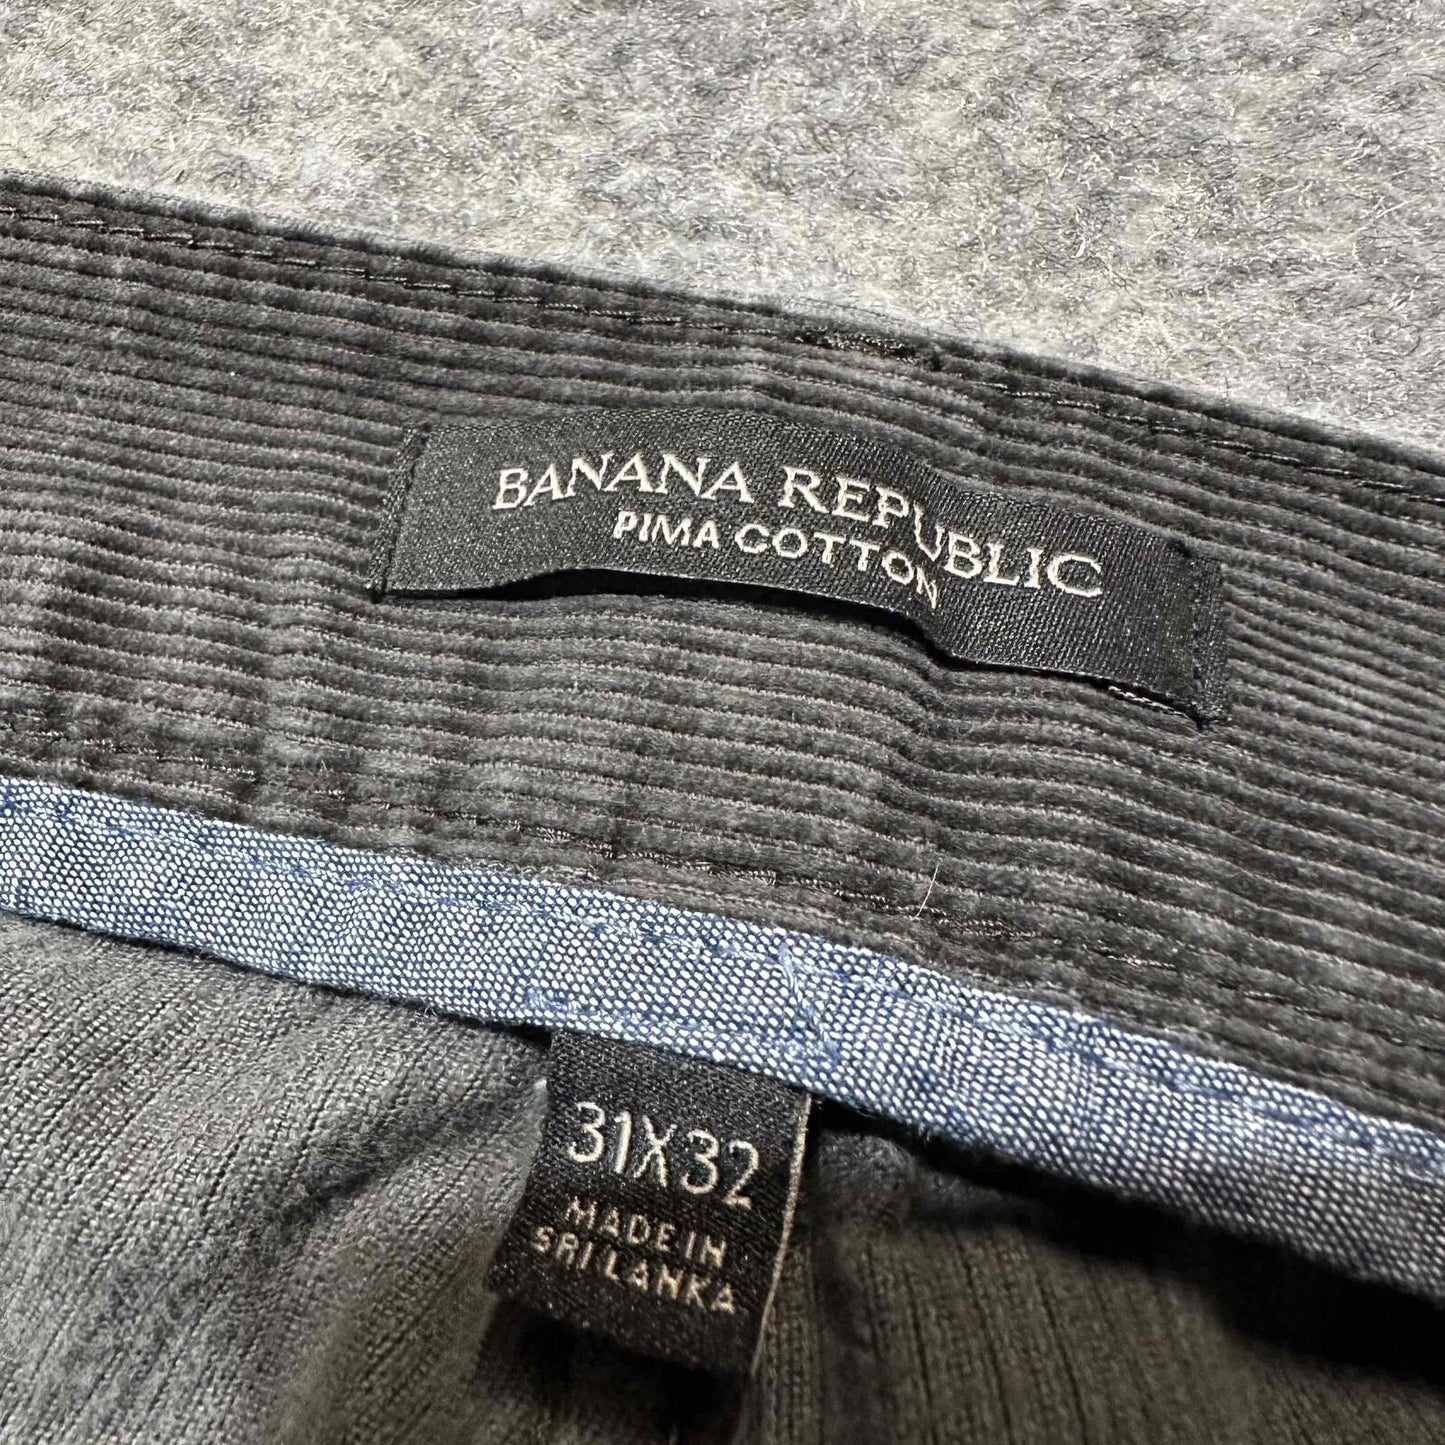 BANANA REPUBLIC
PIMA COTTON
31X32
MADE IN
SRI LANKA